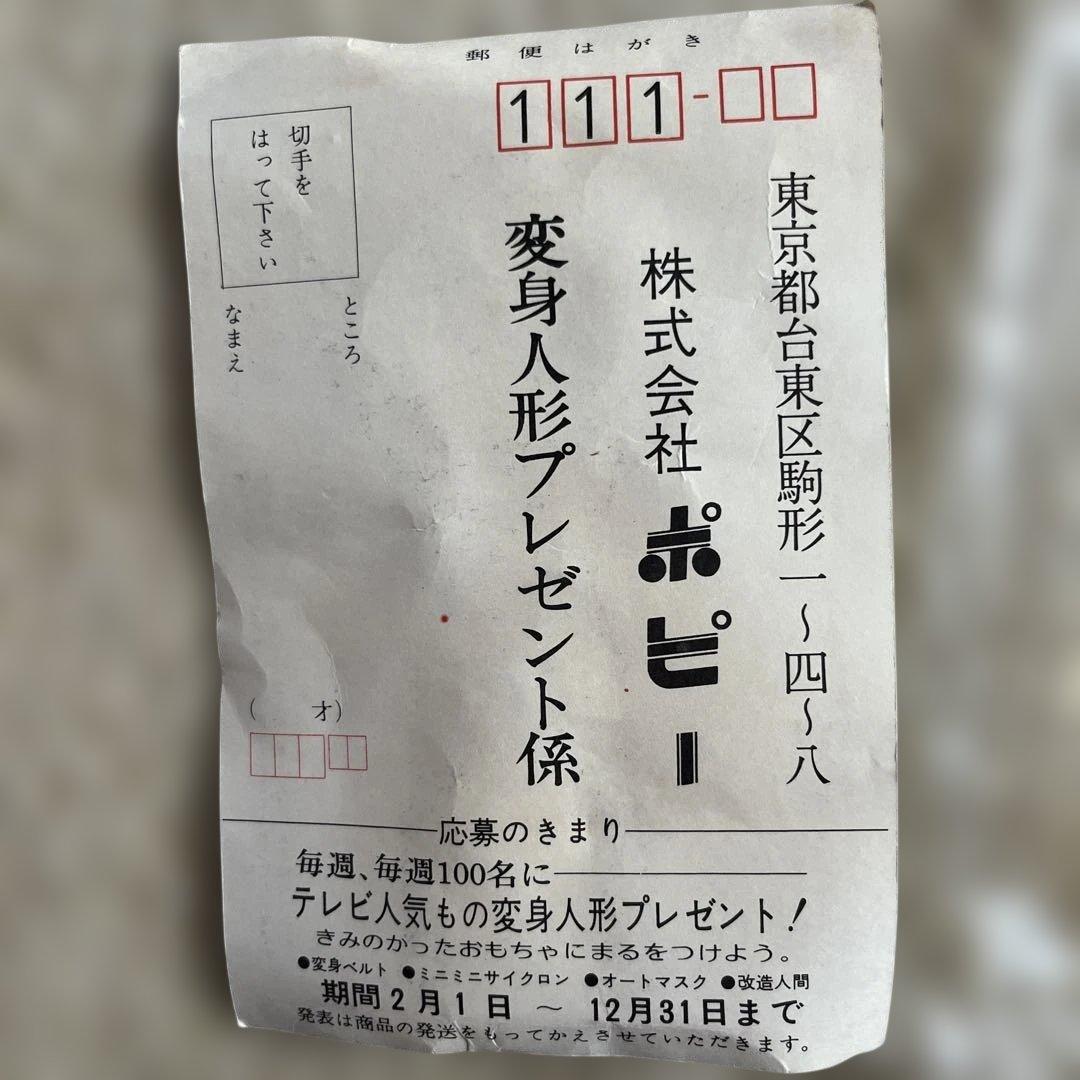 郵便はがき
111-
東京都台東区駒形一〜四〜八
株式会社ポピー
変身人形プレゼント係
切手を
はって下さい
ところ
なまえ
(　才)
応募のきまり
毎週、毎週100名に
テレビ人気もの変身人形プレゼント!
きみのかったおもちゃにまるをつけよう。
●変身ベルト ●ミニミニサイクロン ●オートマスク ●改造人間
期間2月1日 〜 12月31日まで
発表は商品の発送をもってかえさせていただきます。